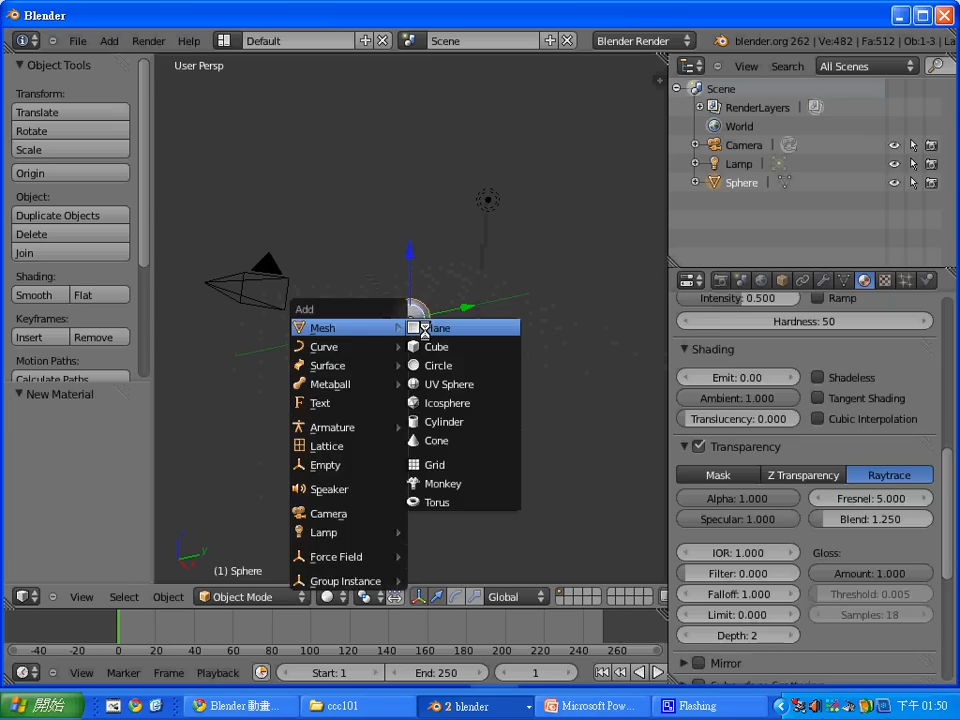 Blender
File Add Render Help Default Scene Blender Render blender.org 262 | Ve:482 | Fa:512 | Ob:1-3 | La
Object Tools
Transform:
Translate
Rotate
Scale
Origin
Object:
Duplicate Objects
Delete
Join
Shading:
Smooth Flat
Keyframes:
Insert Remove
Motion Paths:
Calculate Paths
New Material
User Persp
Add
Mesh
Curve
Surface
Metaball
Text
Armature
Lattice
Empty
Speaker
Camera
Lamp
Force Field
Group Instance
Cube
Circle
UV Sphere
Icosphere
Cylinder
Cone
Grid
Monkey
Torus
(1) Sphere
View Select Object Object Mode Global
-40 -20 0 20 40 60 80 100 120 140 160 180 200 220 240 260
View Marker Frame Playback Start: 1 End: 250 1
View Search All Scenes
Scene
RenderLayers
World
Camera
Lamp
Sphere
Intensity: 0.500 Ramp
Hardness: 50
Shading
Emit: 0.00 Shadeless
Ambient: 1.000 Tangent Shading
Translucency: 0.000 Cubic Interpolation
Transparency
Mask Z Transparency Raytrace
Alpha: 1.000 Fresnel: 5.000
Specular: 1.000 Blend: 1.250
IOR: 1.000 Gloss:
Filter: 0.000 Amount: 1.000
Falloff: 1.000 Threshold: 0.005
Limit: 0.000 Samples: 18
Depth: 2
Mirror
開始 Blender 動畫... ccc101 2 blender Microsoft Pow... Flashing 下午 01:50